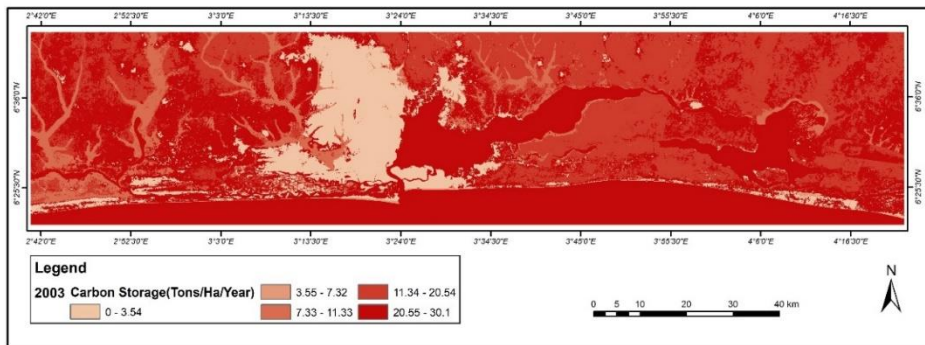 2°42'0"E 2°52'30"E 3°3'0"E 3°13'30"E 3°24'0"E 3°34'30"E 3°45'0"E 3°55'30"E 4°6'0"E 4°16'30"E
6°36'0"N 6°36'0"N
6°25'30"N 6°25'30"N
2°42'0"E 2°52'30"E 3°3'0"E 3°13'30"E 3°24'0"E 3°34'30"E 3°45'0"E 3°55'30"E 4°6'0"E 4°16'30"E
Legend
2003 Carbon Storage(Tons/Ha/Year)
0 - 3.54
3.55 - 7.32
7.33 - 11.33
11.34 - 20.54
20.55 - 30.1
0 5 10 20 30 40 km
N